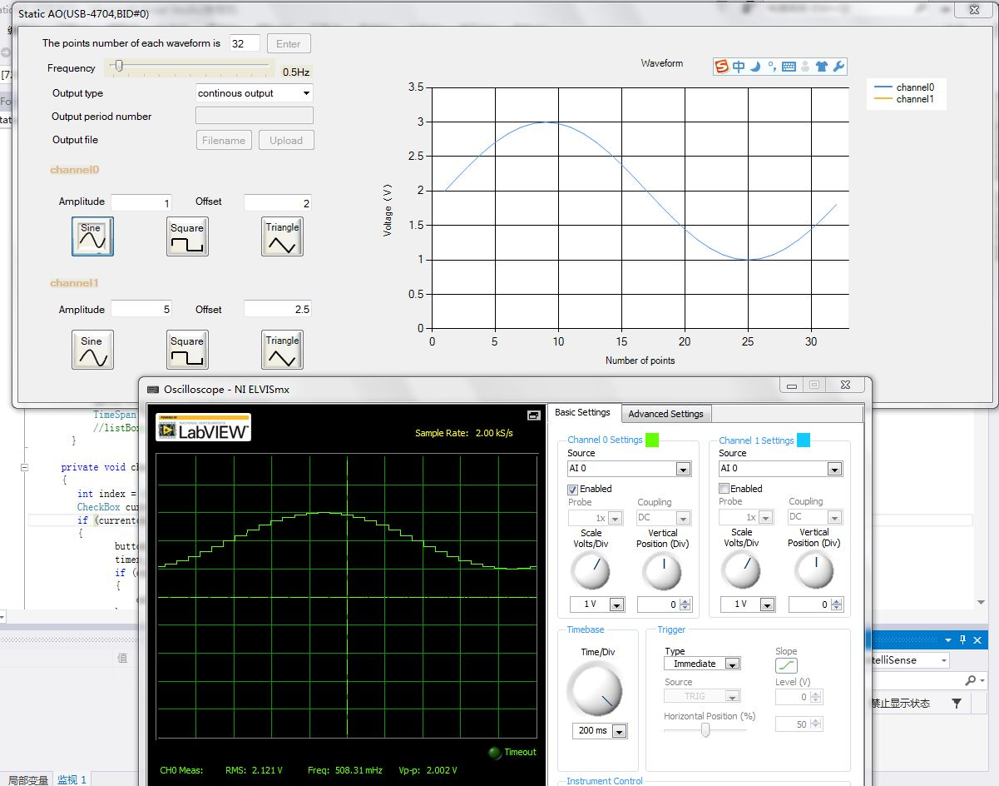 Static AO(USB-4704,BID#0)
The points number of each waveform is 32 Enter
Frequency 0.5Hz
Output type continous output
Output period number
Output file Filename Upload
channel0
Amplitude 1 Offset 2
Sine Square Triangle
channel1
Amplitude 5 Offset 2.5
Sine Square Triangle
Waveform
中
channel0
channel1
Voltage (V)
3.5
3
2.5
2
1.5
1
0.5
0
0 5 10 15 20 25 30
Number of points
TimeSpan
//listBo
}
private void ch
{
int index =
CheckBox cur
if (current
{
butt
time
if (
{
值
局部变量 监视 1
Oscilloscope - NI ELVISmx
POWERED BY
NATIONAL INSTRUMENTS
LabVIEW™
Sample Rate: 2.00 kS/s
Timeout
CH0 Meas: RMS: 2.121 V Freq: 508.31 mHz Vp-p: 2.002 V
Basic Settings Advanced Settings
Channel 0 Settings
Source
AI 0
Enabled
Probe Coupling
1x DC
Scale Vertical
Volts/Div Position (Div)
1 V 0
Channel 1 Settings
Source
AI 0
Enabled
Probe Coupling
1x DC
Scale Vertical
Volts/Div Position (Div)
1 V 0
Timebase
Time/Div
200 ms
Trigger
Type Slope
Immediate
Source Level (V)
TRIG 0
Horizontal Position (%)
50
Instrument Control
telliSense
禁止显示状态